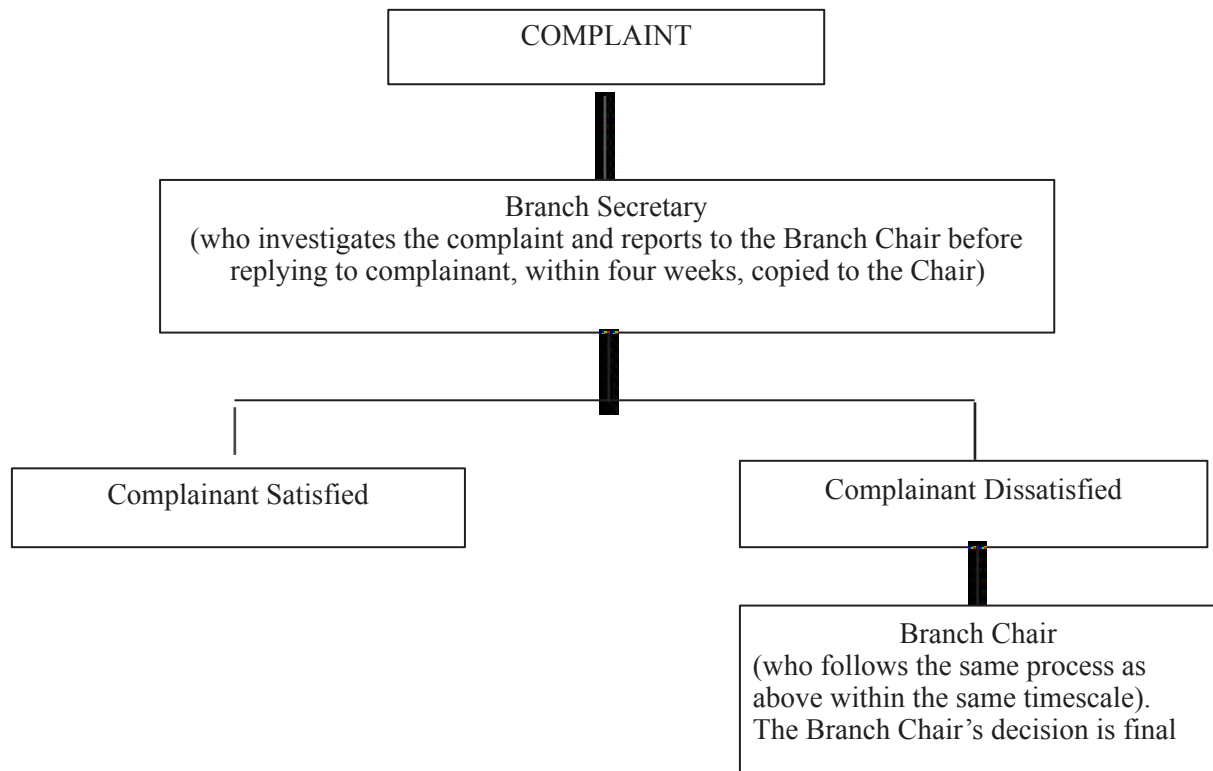 COMPLAINT
Branch Secretary
(who investigates the complaint and reports to the Branch Chair before
replying to complainant, within four weeks, copied to the Chair)
Complainant Satisfied
Complainant Dissatisfied
Branch Chair
(who follows the same process as
above within the same timescale).
The Branch Chair’s decision is final